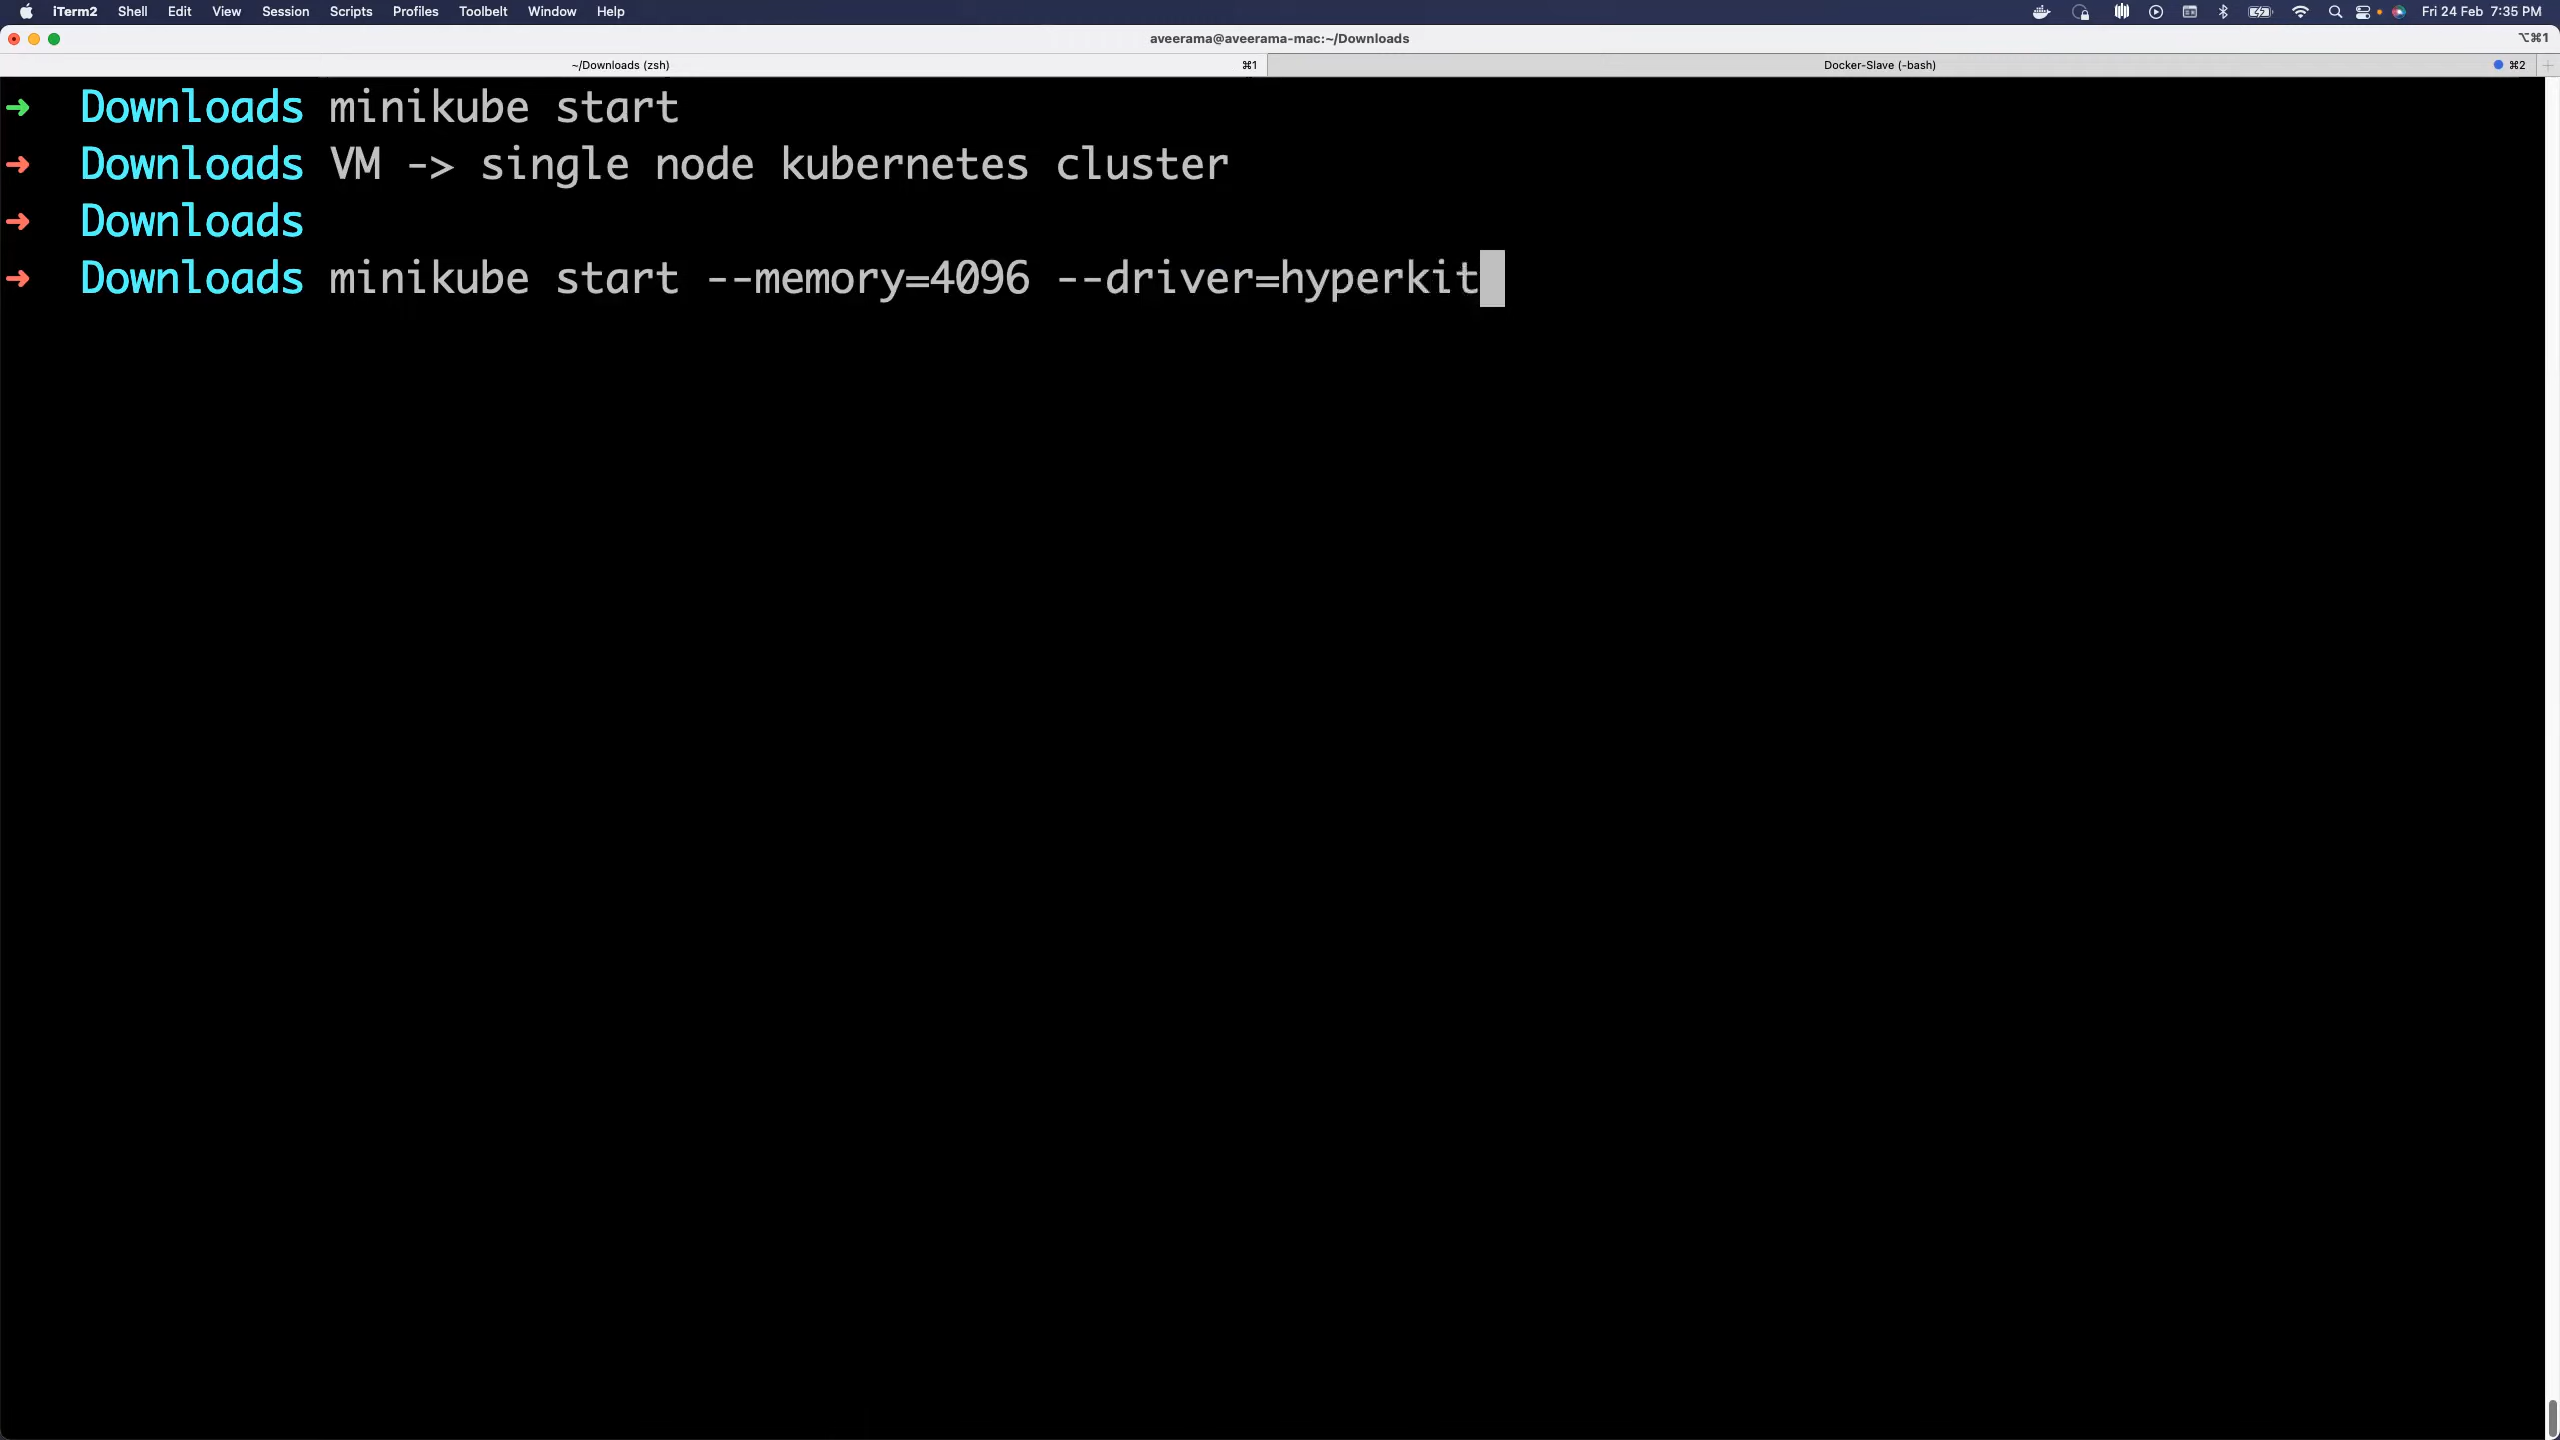 iTerm2 Shell Edit View Session Scripts Profiles Toolbelt Window Help Fri 24 Feb 7:35 PM
aveerama@aveerama-mac:~/Downloads ⌥⌘1
~/Downloads (zsh) ⌘1 Docker-Slave (-bash) ⌘2
➜ Downloads minikube start
➜ Downloads VM -> single node kubernetes cluster
➜ Downloads
➜ Downloads minikube start --memory=4096 --driver=hyperkit